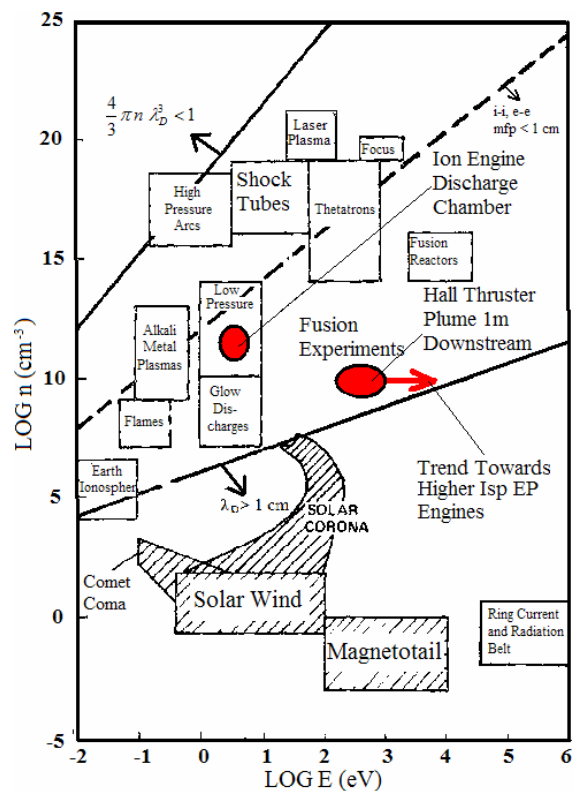 25
20
15
10
5
0
-5
-2
-1
0
1
2
3
4
5
6
LOG n (cm-3)
LOG E (eV)
4/3 π n λD3 < 1
i-i, e-e
mfp < 1 cm
Laser
Plasma
Focus
Ion Engine
Discharge
Chamber
High
Pressure
Arcs
Shock
Tubes
Thetatrons
Fusion
Reactors
Low
Pressure
Hall Thruster
Plume 1m
Downstream
Alkali
Metal
Plasmas
Fusion
Experiments
Flames
Glow
Dis-
charges
Earth
Ionospher
λD> 1 cm
SOLAR
CORONA
Trend Towards
Higher Isp EP
Engines
Comet
Coma
Solar Wind
Magnetotail
Ring Current
and Radiation
Belt